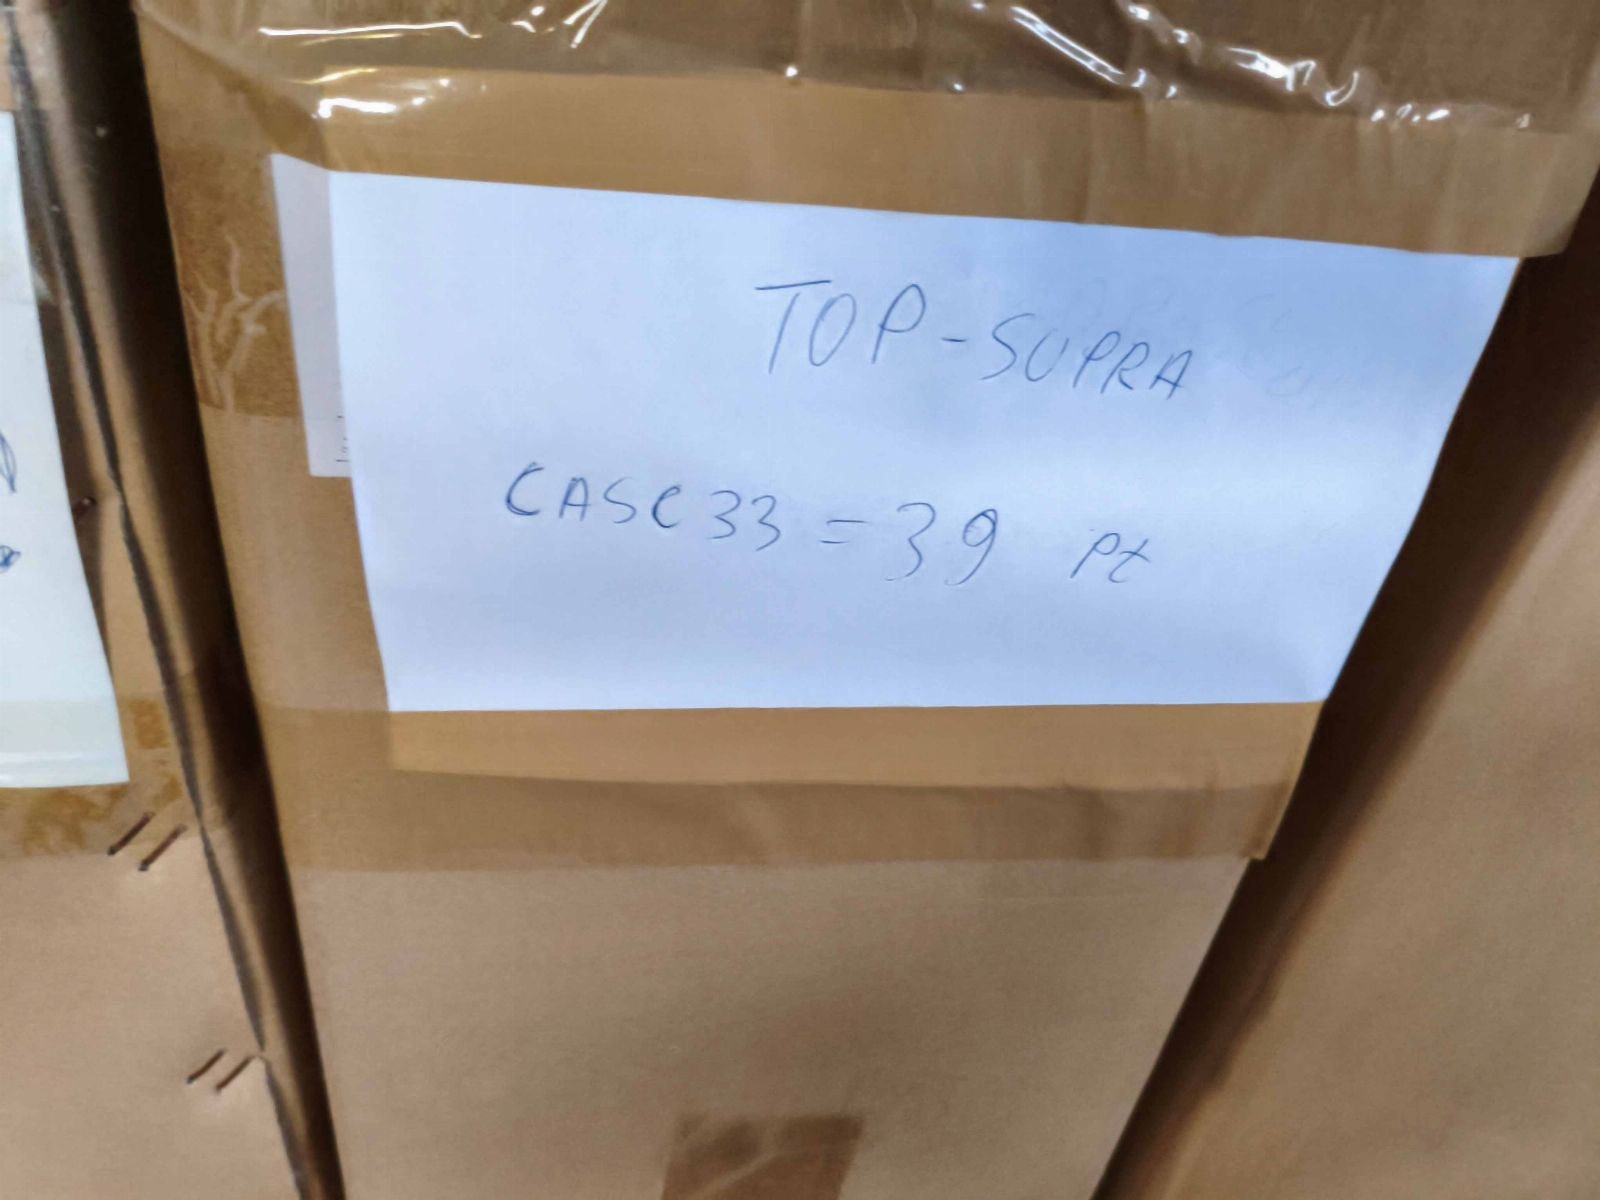 TOP-SUPRA
CASE 33 = 39 Pt